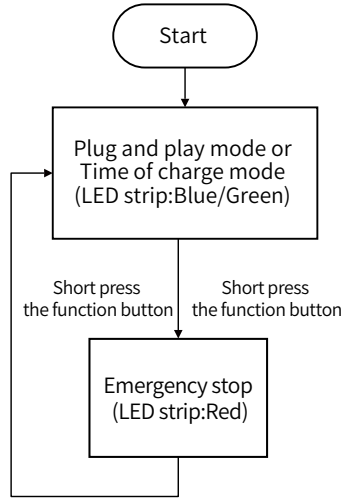 Start
Plug and play mode or
Time of charge mode
(LED strip:Blue/Green)
Short press
the function button
Short press
the function button
Emergency stop
(LED strip:Red)